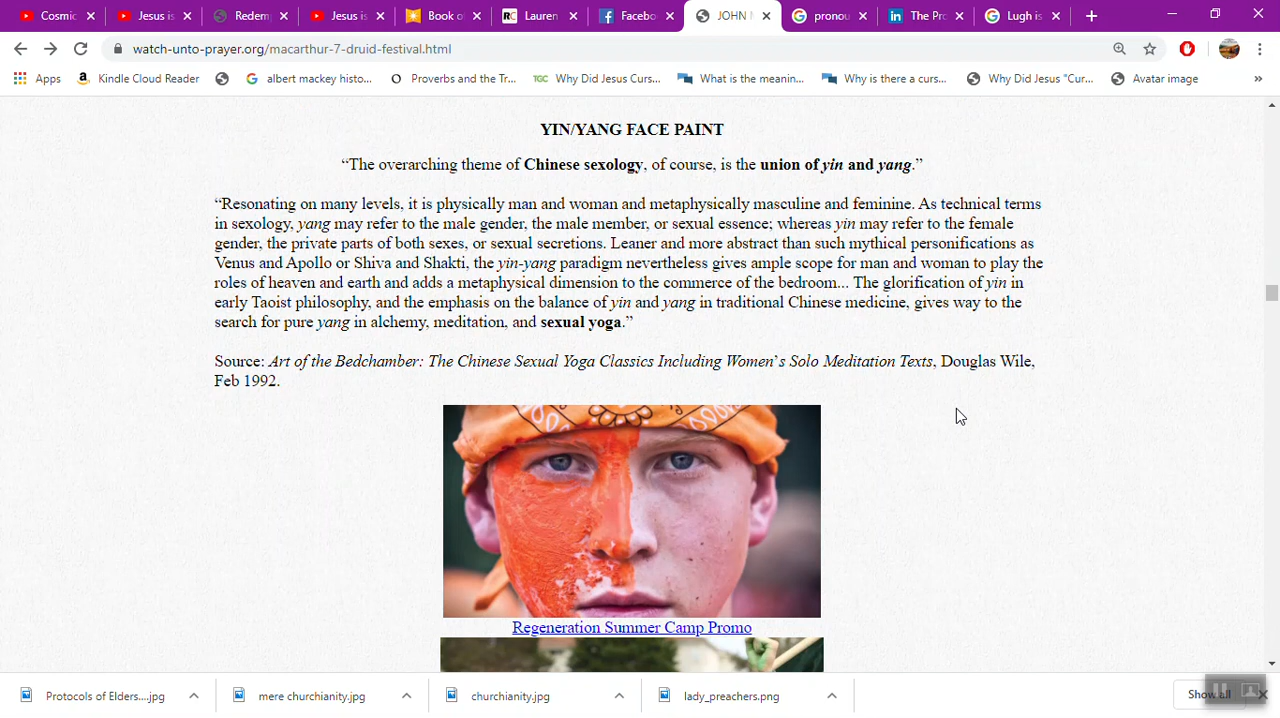 Cosmic
Jesus is
Redemp
Jesus is
Book of
RC Lauren
Facebo
JOHN M
pronou
The Pro
Lugh is
watch-unto-prayer.org/macarthur-7-druid-festival.html
Apps
Kindle Cloud Reader
albert mackey histo...
Proverbs and the Tr...
TGC Why Did Jesus Curs...
What is the meanin...
Why is there a curs...
Why Did Jesus "Cur...
Avatar image
»
YIN/YANG FACE PAINT
“The overarching theme of Chinese sexology, of course, is the union of yin and yang.”
“Resonating on many levels, it is physically man and woman and metaphysically masculine and feminine. As technical terms
in sexology, yang may refer to the male gender, the male member, or sexual essence; whereas yin may refer to the female
gender, the private parts of both sexes, or sexual secretions. Leaner and more abstract than such mythical personifications as
Venus and Apollo or Shiva and Shakti, the yin-yang paradigm nevertheless gives ample scope for man and woman to play the
roles of heaven and earth and adds a metaphysical dimension to the commerce of the bedroom... The glorification of yin in
early Taoist philosophy, and the emphasis on the balance of yin and yang in traditional Chinese medicine, gives way to the
search for pure yang in alchemy, meditation, and sexual yoga.”
Source: Art of the Bedchamber: The Chinese Sexual Yoga Classics Including Women’s Solo Meditation Texts, Douglas Wile,
Feb 1992.
Regeneration Summer Camp Promo
Protocols of Elders....jpg
mere churchianity.jpg
churchianity.jpg
lady_preachers.png
Show all